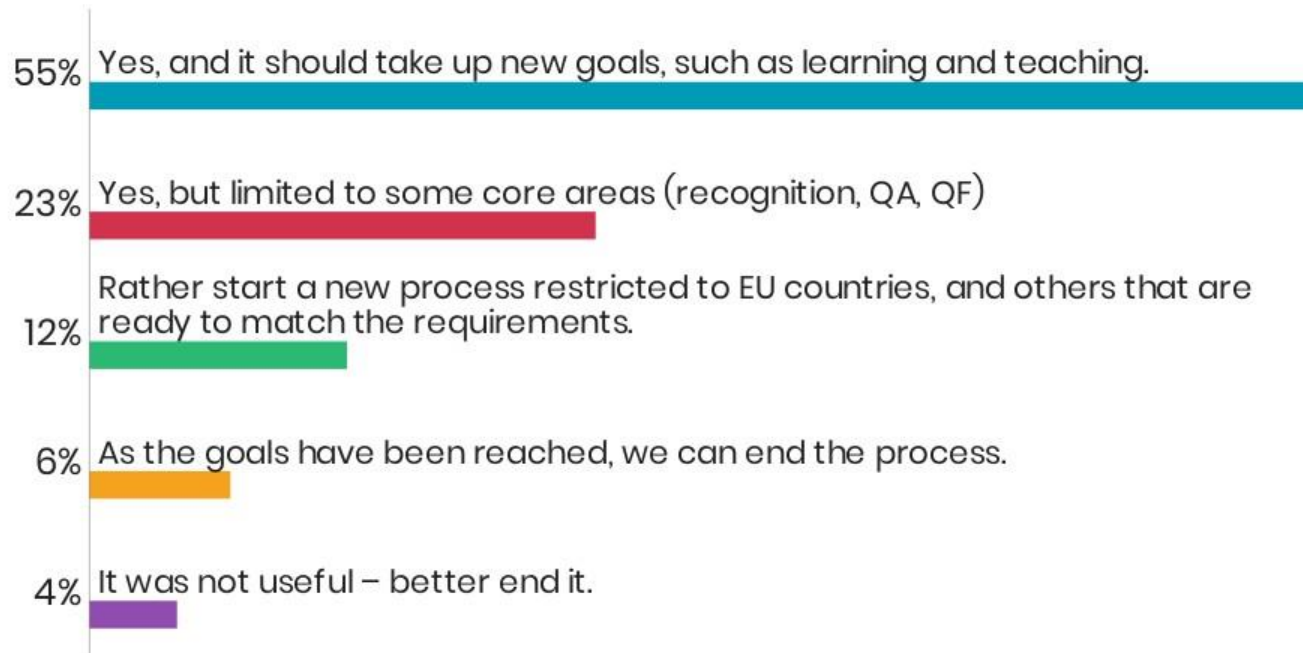 55% Yes, and it should take up new goals, such as learning and teaching.
23% Yes, but limited to some core areas (recognition, QA, QF)
Rather start a new process restricted to EU countries, and others that are
12% ready to match the requirements.
6% As the goals have been reached, we can end the process.
4% It was not useful – better end it.